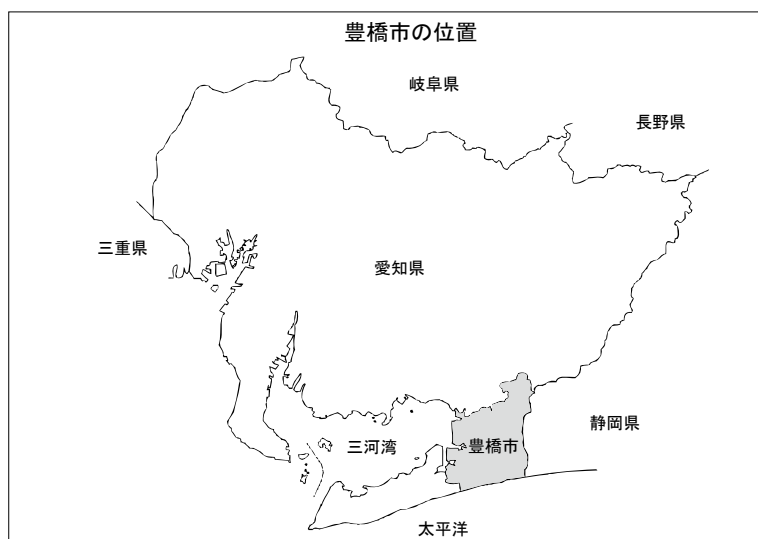 豊橋市の位置
岐阜県
長野県
三重県
愛知県
静岡県
三河湾
豊橋市
太平洋